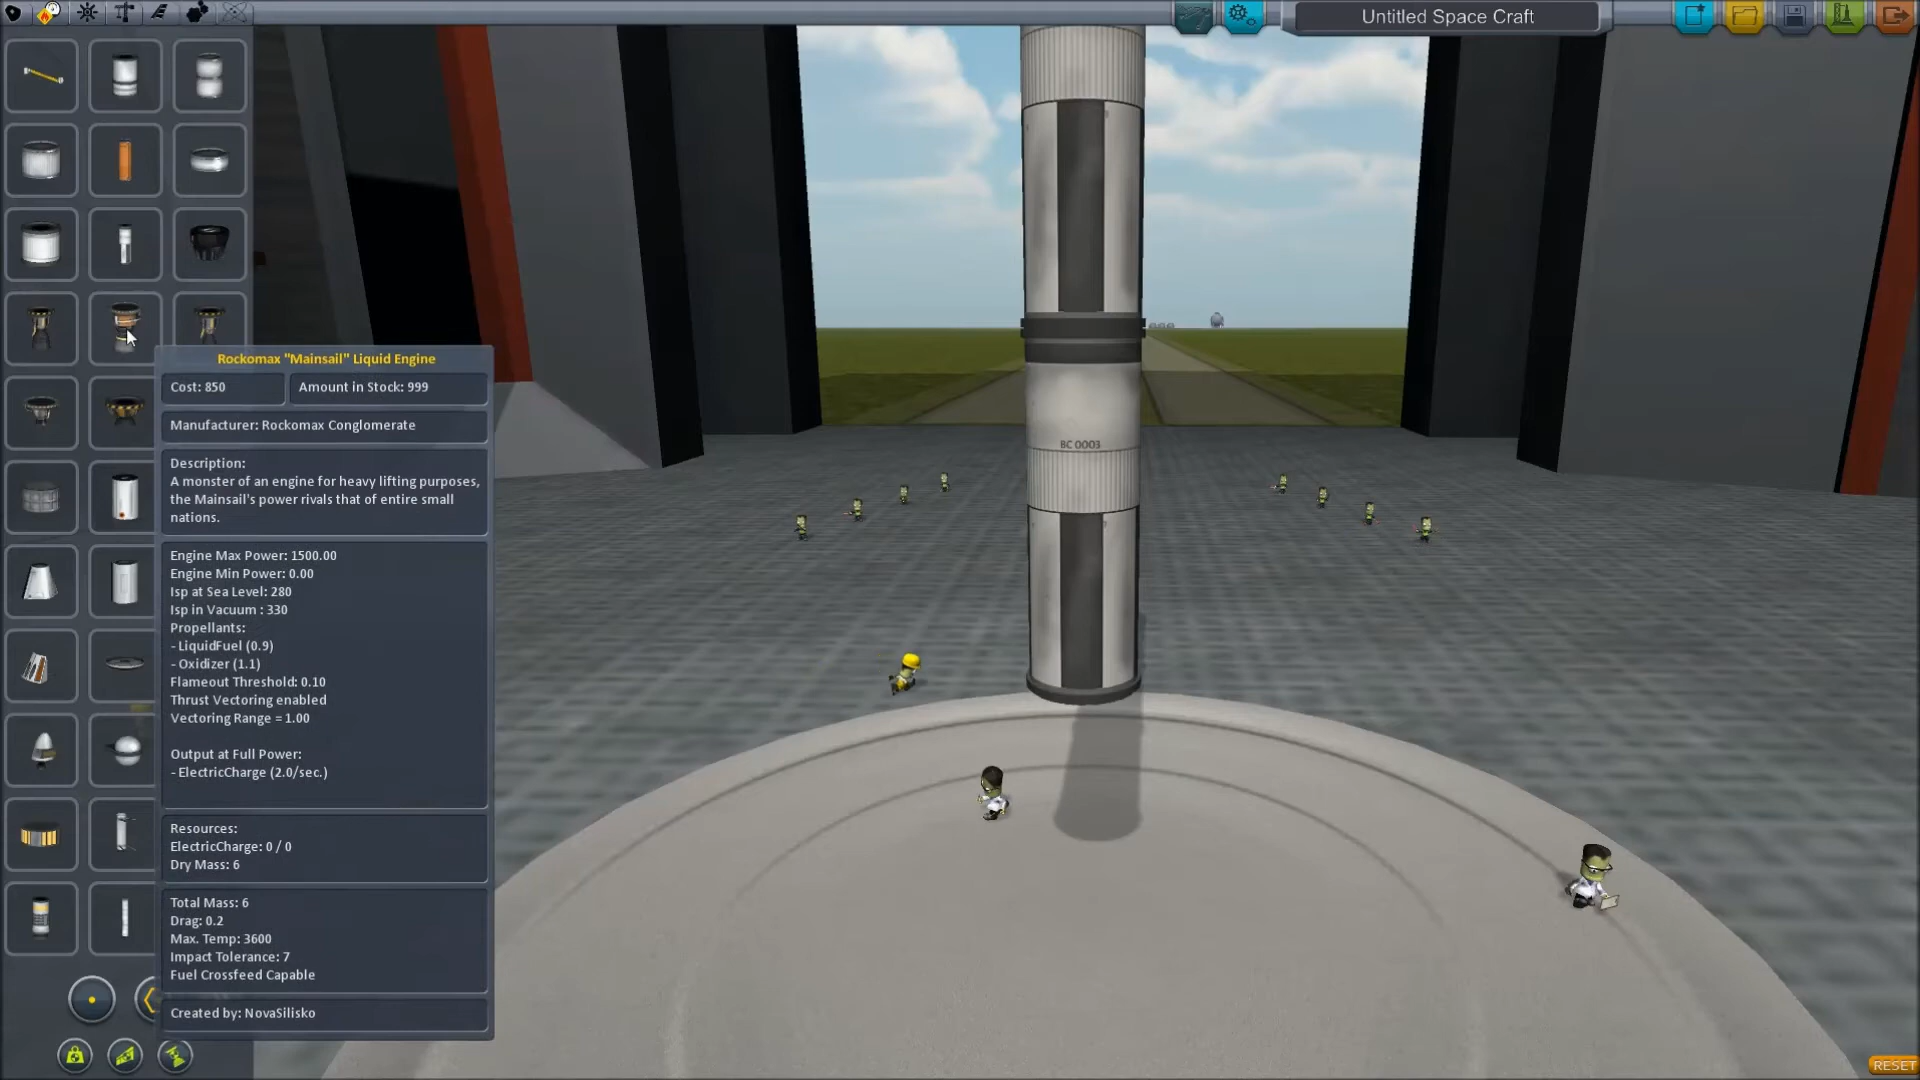 Untitled Space Craft
Rockomax "Mainsail" Liquid Engine
Cost: 850
Amount in Stock: 999
Manufacturer: Rockomax Conglomerate
Description:
A monster of an engine for heavy lifting purposes,
the Mainsail's power rivals that of entire small
nations.
Engine Max Power: 1500.00
Engine Min Power: 0.00
Isp at Sea Level: 280
Isp in Vacuum : 330
Propellants:
- LiquidFuel (0.9)
- Oxidizer (1.1)
Flameout Threshold: 0.10
Thrust Vectoring enabled
Vectoring Range = 1.00
Output at Full Power:
- ElectricCharge (2.0/sec.)
Resources:
ElectricCharge: 0 / 0
Dry Mass: 6
Total Mass: 6
Drag: 0.2
Max. Temp: 3600
Impact Tolerance: 7
Fuel Crossfeed Capable
Created by: NovaSilisko
BC 0003
RESET